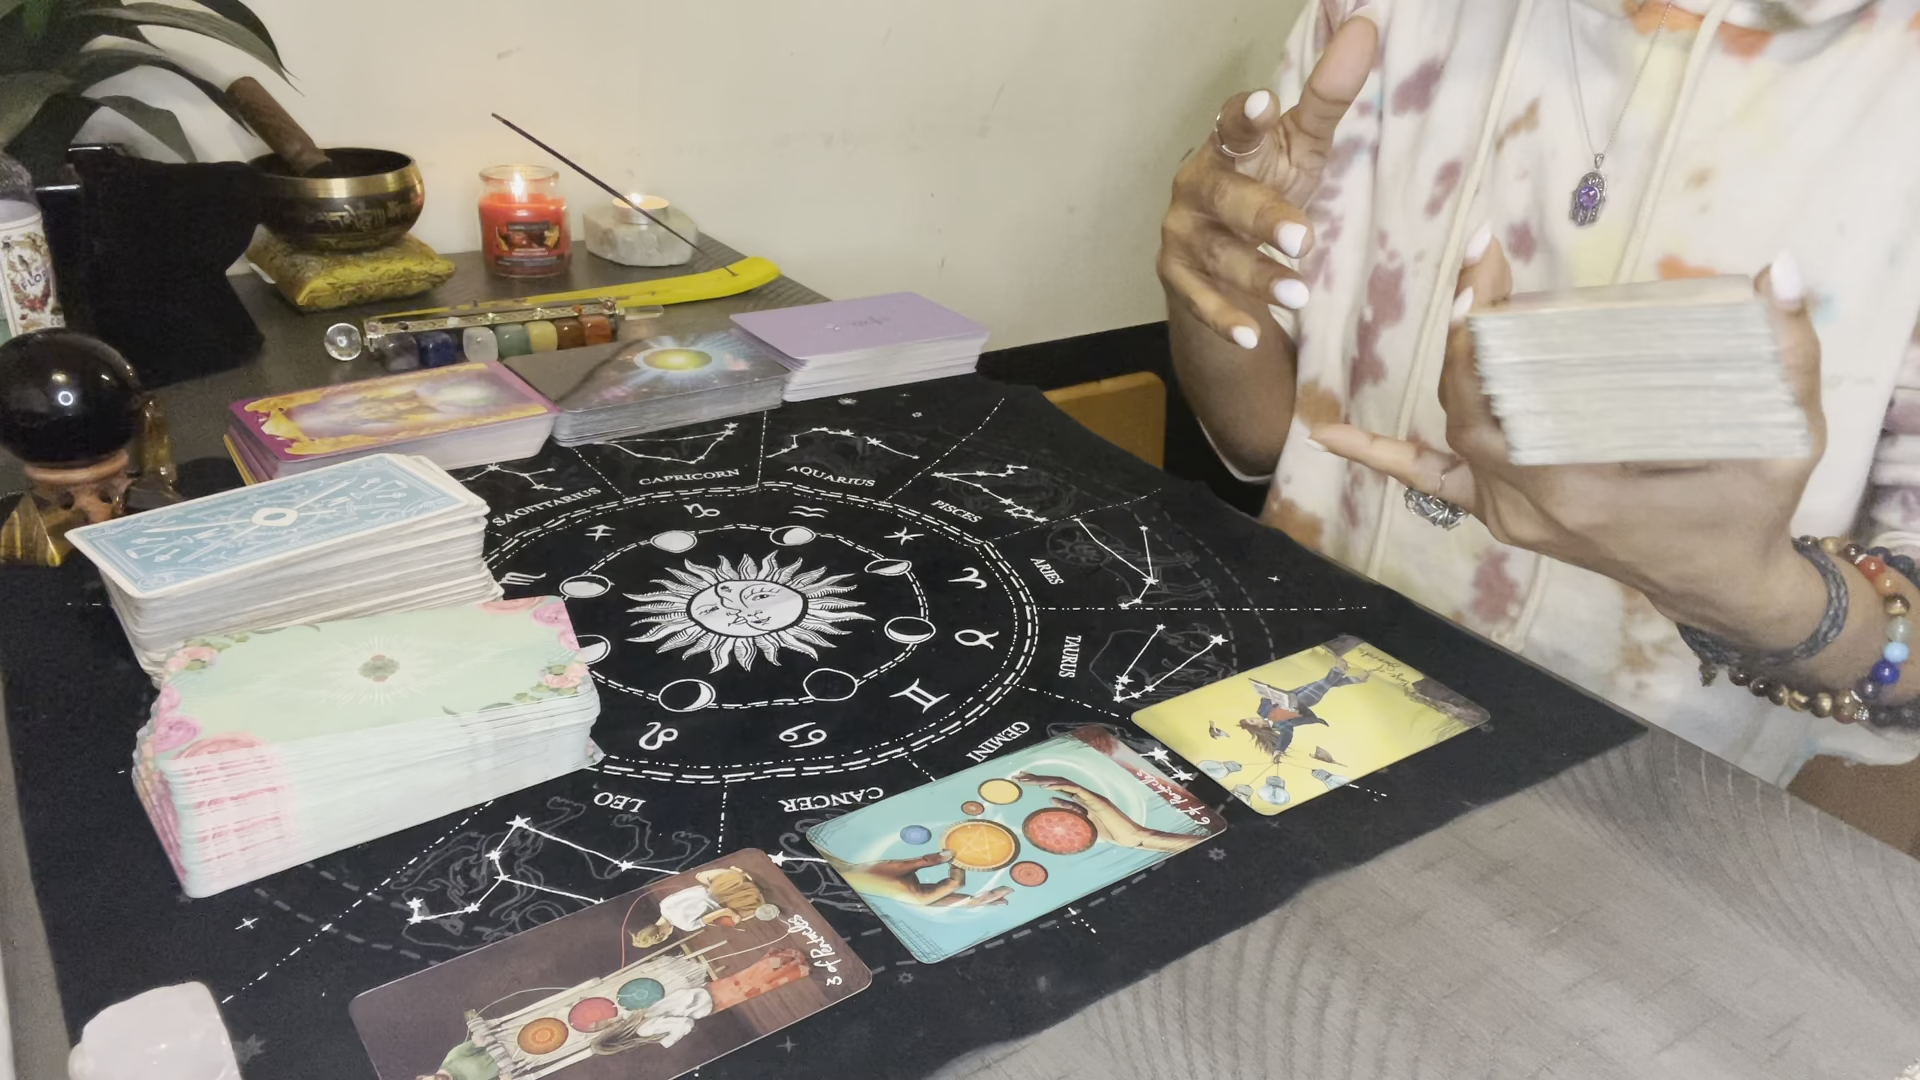 CAPRICORN
AQUARIUS
SAGITTARIUS
PISCES
ARIES
TAURUS
GEMINI
CANCER
LEO
6 of Pentacles
3 of Pentacles